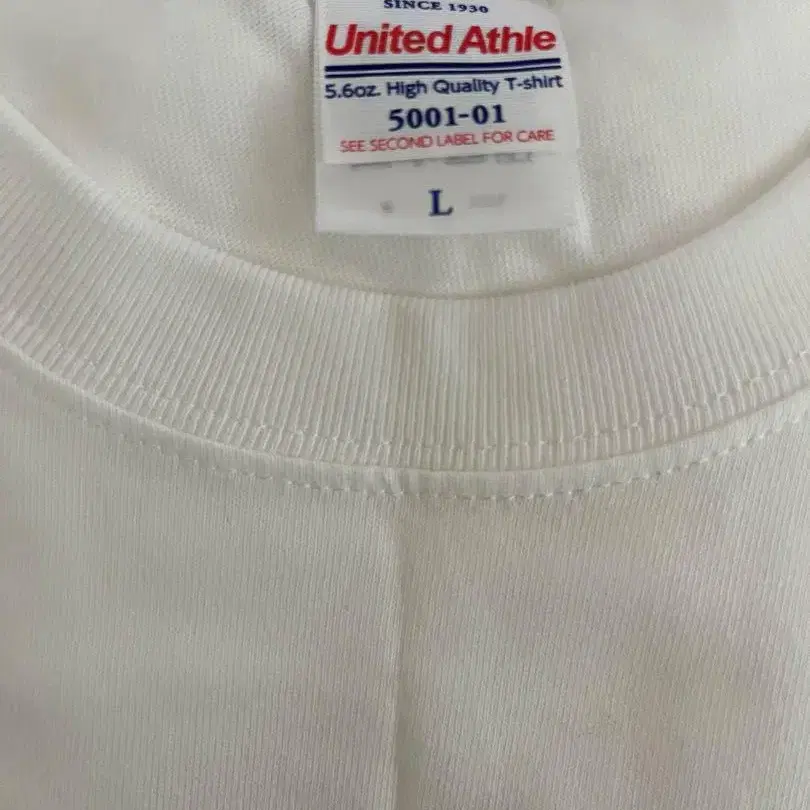 SINCE 1930
United Athle
5.6oz. High Quality T-shirt
5001-01
SEE SECOND LABEL FOR CARE
L